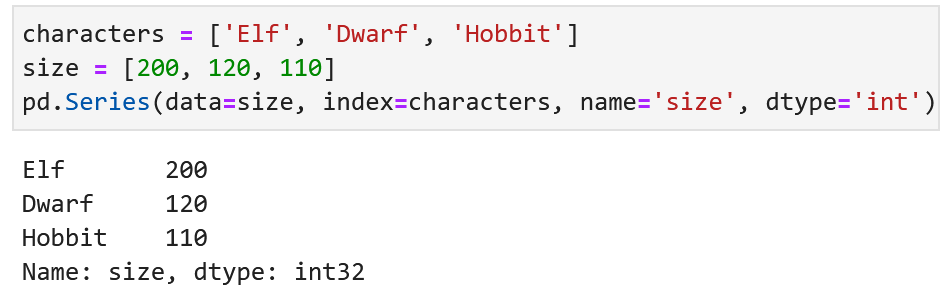 characters = ['Elf', 'Dwarf', 'Hobbit']
size = [200, 120, 110]
pd.Series(data=size, index=characters, name='size', dtype='int')
Elf       200
Dwarf     120
Hobbit    110
Name: size, dtype: int32